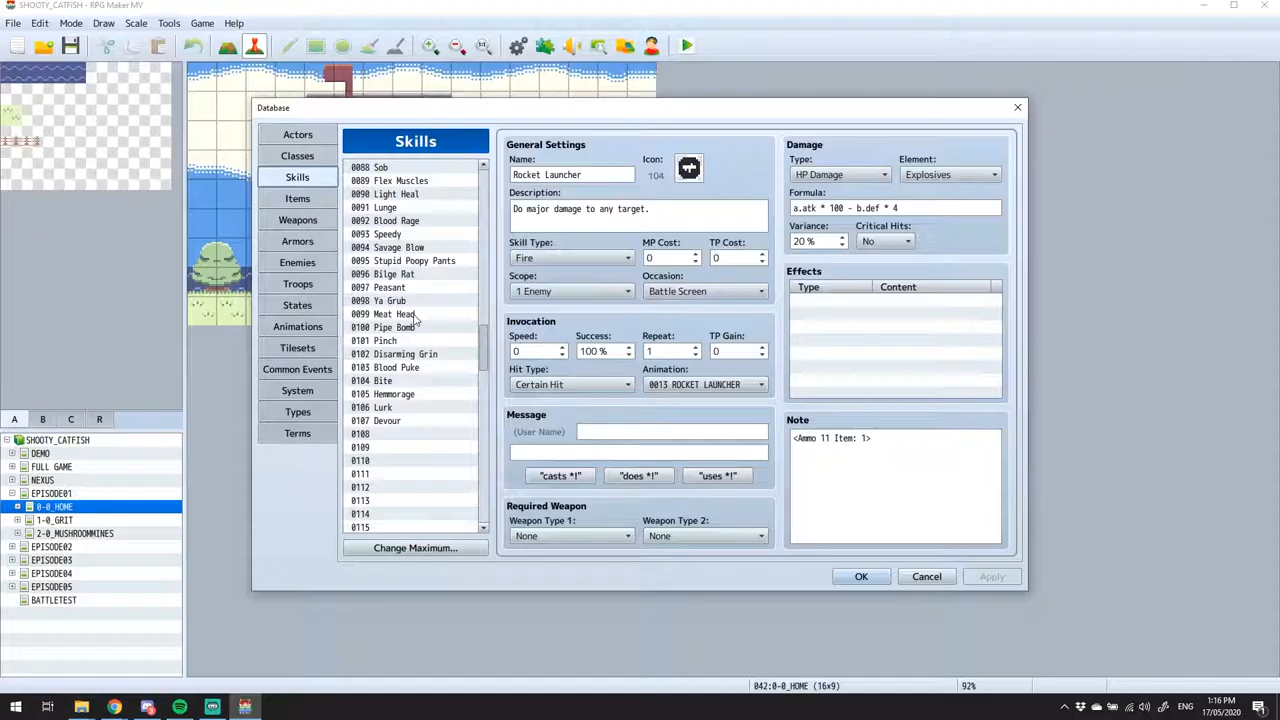 SHOOTY_CATFISH - RPG Maker MV
File Edit Mode Draw Scale Tools Game Help
Database
Actors
Classes
Skills
Items
Weapons
Armors
Enemies
Troops
States
Animations
Tilesets
Common Events
System
Types
Terms
Skills
0088 Sob
0089 Flex Muscles
0090 Light Heal
0091 Lunge
0092 Blood Rage
0093 Speedy
0094 Savage Blow
0095 Stupid Poopy Pants
0096 Bilge Rat
0097 Peasant
0098 Ya Grub
0099 Meat Head
0100 Pipe Bomb
0101 Pinch
0102 Disarming Grin
0103 Blood Puke
0104 Bite
0105 Hemmorage
0106 Lurk
0107 Devour
0108
0109
0110
0111
0112
0113
0114
0115
Change Maximum...
General Settings
Name: Icon:
Rocket Launcher 104
Description:
Do major damage to any target.
Skill Type: MP Cost: TP Cost:
Fire 0 0
Scope: Occasion:
1 Enemy Battle Screen
Invocation
Speed: Success: Repeat: TP Gain:
0 100 % 1 0
Hit Type: Animation:
Certain Hit 0013 ROCKET LAUNCHER
Message
(User Name)
"casts *!" "does *!" "uses *!"
Required Weapon
Weapon Type 1: Weapon Type 2:
None None
Damage
Type: Element:
HP Damage Explosives
Formula:
a.atk * 100 - b.def * 4
Variance: Critical Hits:
20 % No
Effects
Type Content
Note
<Ammo 11 Item: 1>
OK Cancel Apply
A B C R
SHOOTY_CATFISH
DEMO
FULL GAME
NEXUS
EPISODE01
0-0_HOME
1-0_GRIT
2-0_MUSHROOMMINES
EPISODE02
EPISODE03
EPISODE04
EPISODE05
BATTLETEST
042:0-0_HOME (16x9) 92%
ENG
1:16 PM
17/05/2020